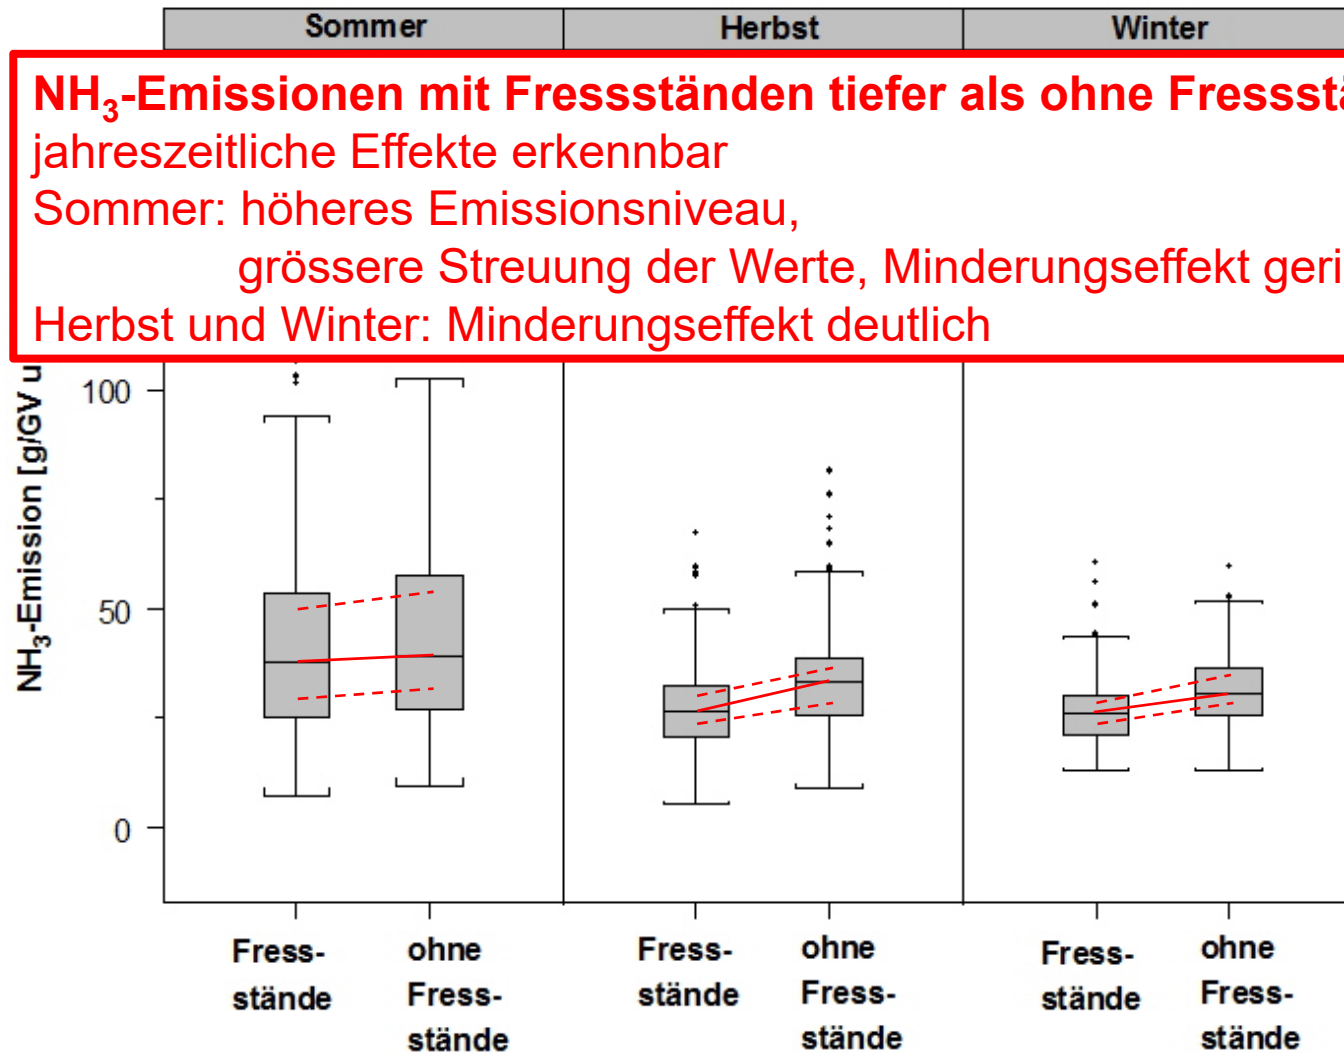 Sommer Herbst Winter
NH₃-Emissionen mit Fressständen tiefer als ohne
jahreszeitliche Effekte erkennbar
Sommer: höheres Emissionsniveau,
grössere Streuung der Werte, Minderungseffekt
Herbst und Winter: Minderungseffekt deutlich
NH₃-Emission [g/GV
100
50
0
Fress- ohne Fress- ohne Fress- ohne
stände Fress- stände Fress- stände Fress-
stände stände stände